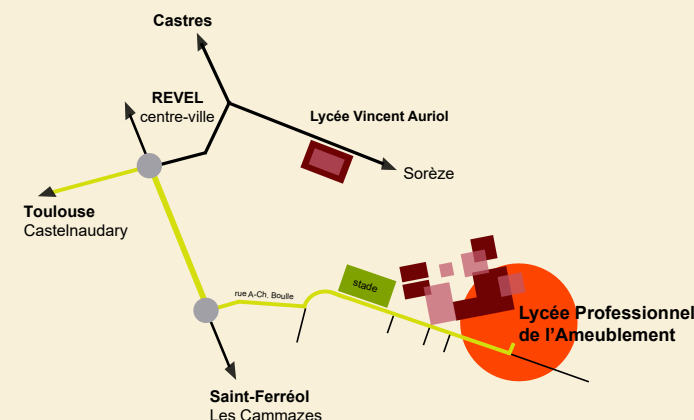 Castres
REVEL
centre-ville
Lycée Vincent Auriol
Sorèze
Toulouse
Castelnaudary
rue A-Ch. Boulle
stade
Lycée Professionnel
de l'Ameublement
Saint-Ferréol
Les Cammazes